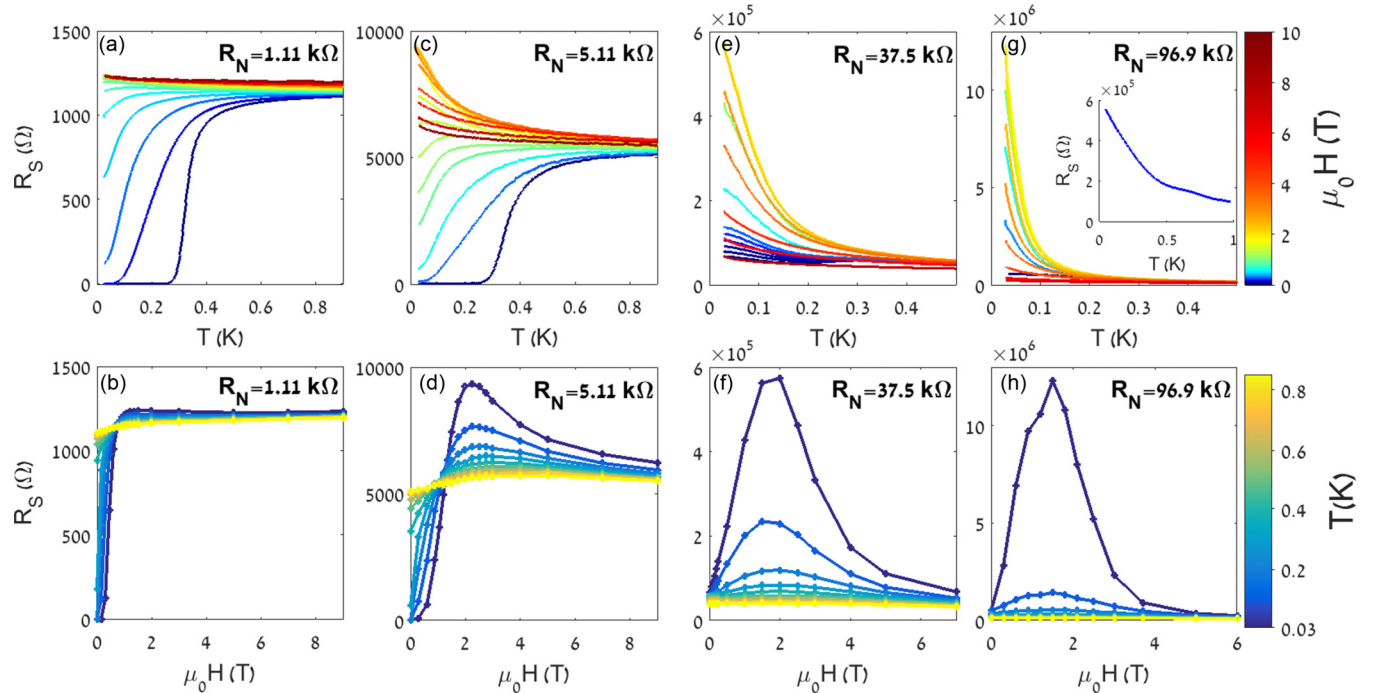 (a) R_N=1.11 kΩ
1500
1000
500
0
R_S (Ω)
0 0.2 0.4 0.6 0.8
T (K)
(c) R_N=5.11 kΩ
10000
5000
0
0 0.2 0.4 0.6 0.8
T (K)
×10^5
(e) R_N=37.5 kΩ
6
4
2
0
0 0.1 0.2 0.3 0.4
T (K)
×10^6
(g) R_N=96.9 kΩ
10
5
0
0 0.1 0.2 0.3 0.4
T (K)
×10^5
6
4
2
0
R_S (Ω)
0 0.5 1
T (K)
10
8
6
4
2
0
μ_0H (T)
(b) R_N=1.11 kΩ
1500
1000
500
0
R_S (Ω)
0 2 4 6 8
μ_0H (T)
(d) R_N=5.11 kΩ
10000
5000
0
0 2 4 6 8
μ_0H (T)
×10^5
(f) R_N=37.5 kΩ
6
4
2
0
0 2 4 6
μ_0H (T)
×10^6
(h) R_N=96.9 kΩ
10
5
0
0 2 4 6
μ_0H (T)
0.8
0.6
0.4
0.2
0.03
T(K)